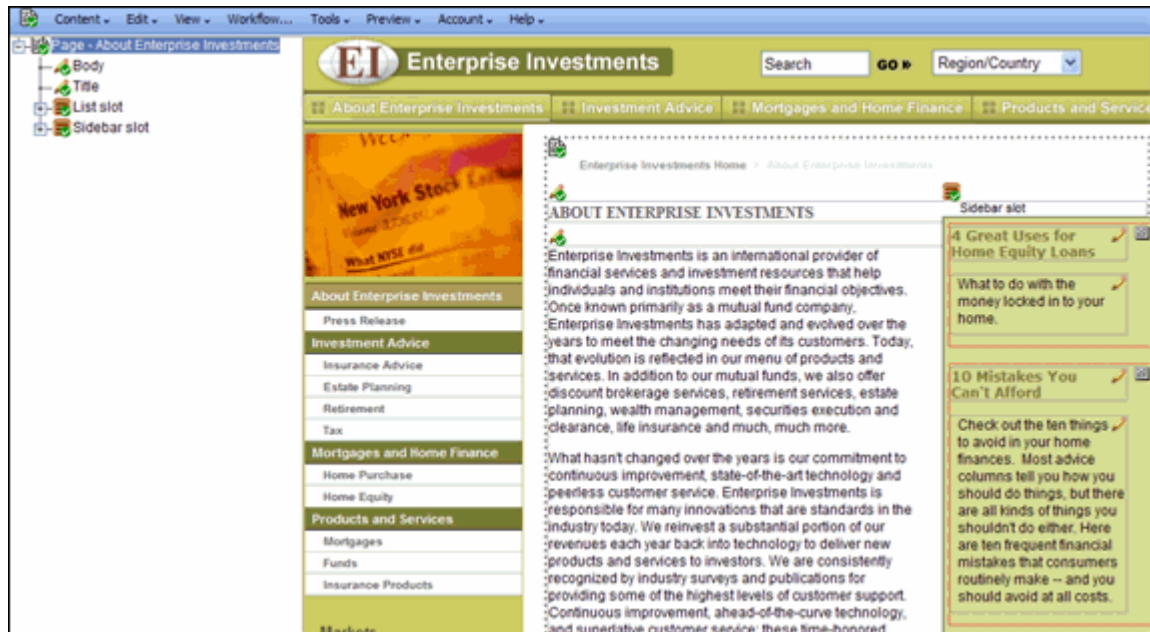 Content Edit View Workflow... Tools Preview Account Help
Page - About Enterprise Investments
Body
Title
List slot
Sidebar slot
EI Enterprise Investments
Search GO Region/Country
About Enterprise Investments Investment Advice Mortgages and Home Finance Products and Service
New York Stock
What NYSE did
About Enterprise Investments
Press Release
Investment Advice
Insurance Advice
Estate Planning
Retirement
Tax
Mortgages and Home Finance
Home Purchase
Home Equity
Products and Services
Mortgages
Funds
Insurance Products
Markets
Enterprise Investments Home > About Enterprise Investments
ABOUT ENTERPRISE INVESTMENTS
Enterprise Investments is an international provider of
financial services and investment resources that help
individuals and institutions meet their financial objectives.
Once known primarily as a mutual fund company,
Enterprise Investments has adapted and evolved over the
years to meet the changing needs of its customers. Today,
that evolution is reflected in our menu of products and
services. In addition to our mutual funds, we also offer
discount brokerage services, retirement services, estate
planning, wealth management, securities execution and
clearance, life insurance and much, much more.
What hasn't changed over the years is our commitment to
continuous improvement, state-of-the-art technology and
peerless customer service. Enterprise Investments is
responsible for many innovations that are standards in the
industry today. We reinvest a substantial portion of our
revenues each year back into technology to deliver new
products and services to investors. We are consistently
recognized by industry surveys and publications for
providing some of the highest levels of customer support.
Continuous improvement, ahead-of-the-curve technology,
and superlative customer service: these time-honored
Sidebar slot
4 Great Uses for
Home Equity Loans
What to do with the
money locked in to your
home.
10 Mistakes You
Can't Afford
Check out the ten things
to avoid in your home
finances. Most advice
columns tell you how you
should do things, but there
are all kinds of things you
shouldn't do either. Here
are ten frequent financial
mistakes that consumers
routinely make -- and you
should avoid at all costs.